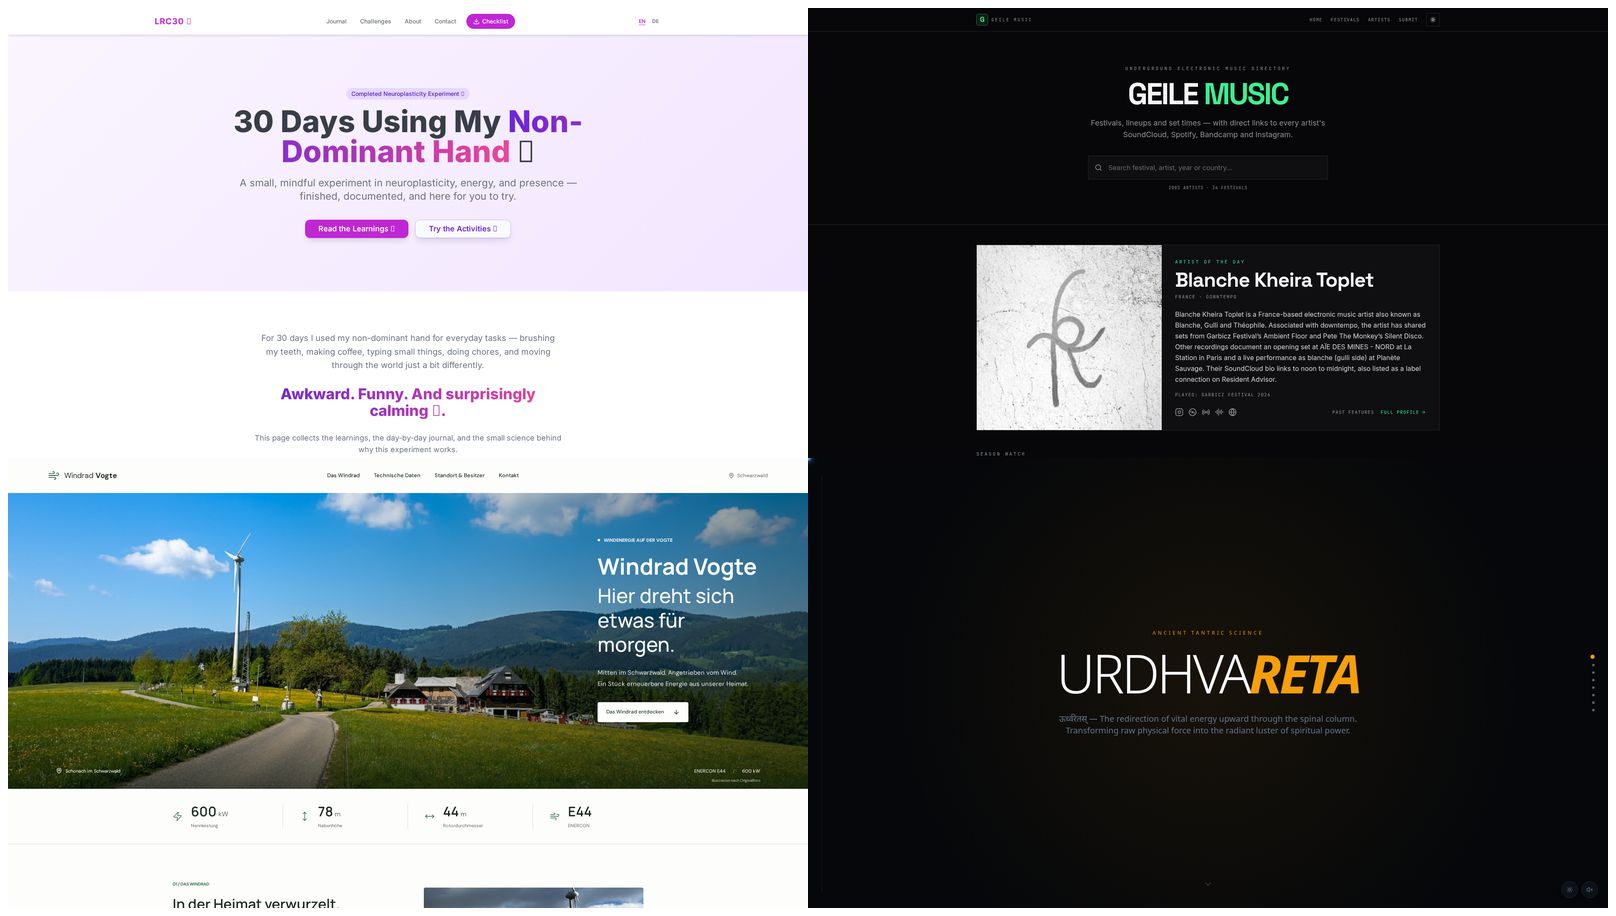 LRC30
Journal Challenges About Contact Checklist
EN DE
Completed Neuroplasticity Experiment
30 Days Using My Non-
Dominant Hand
A small, mindful experiment in neuroplasticity, energy, and presence —
finished, documented, and here for you to try.
Read the Learnings Try the Activities
For 30 days I used my non-dominant hand for everyday tasks — brushing
my teeth, making coffee, typing small things, doing chores, and moving
through the world just a bit differently.
Awkward. Funny. And surprisingly
calming .
This page collects the learnings, the day-by-day journal, and the small science behind
why this experiment works.
G GEILE MUSIC
HOME FESTIVALS ARTISTS SUBMIT
UNDERGROUND ELECTRONIC MUSIC DIRECTORY
GEILE MUSIC
Festivals, lineups and set times — with direct links to every artist's
SoundCloud, Spotify, Bandcamp and Instagram.
Search festival, artist, year or country...
2003 ARTISTS · 34 FESTIVALS
ARTIST OF THE DAY
Blanche Kheira Toplet
FRANCE · DOWNTEMPO
Blanche Kheira Toplet is a France-based electronic music artist also known as
Blanche, Gulli and Théophile. Associated with downtempo, the artist has shared
sets from Garbicz Festival's Ambient Floor and Pete The Monkey's Silent Disco.
Other recordings document an opening set at AÏE DES MINES - NORD at La
Station in Paris and a live performance as blanche (gulli side) at Planète
Sauvage. Their SoundCloud bio links to noon to midnight, also listed as a label
connection on Resident Advisor.
PLAYED: GARBICZ FESTIVAL 2026
PAST FEATURES FULL PROFILE →
SEASON WATCH
Windrad Vogte
Das Windrad Technische Daten Standort & Besitzer Kontakt
Schwarzwald
WINDENERGIE AUF DER VOGTE
Windrad Vogte
Hier dreht sich
etwas für
morgen.
Mitten im Schwarzwald. Angetrieben vom Wind.
Ein Stück erneuerbare Energie aus unserer Heimat.
Das Windrad entdecken
Schonach im Schwarzwald
ENERCON E44 / 600 kW
Illustration nach Originalfoto
600 kW
Nennleistung
78 m
Nabenhöhe
44 m
Rotordurchmesser
E44
ENERCON
01 / DAS WINDRAD
In der Heimat verwurzelt.
ANCIENT TANTRIC SCIENCE
URDHVARETA
ऊर्ध्वरेतस् — The redirection of vital energy upward through the spinal column.
Transforming raw physical force into the radiant luster of spiritual power.